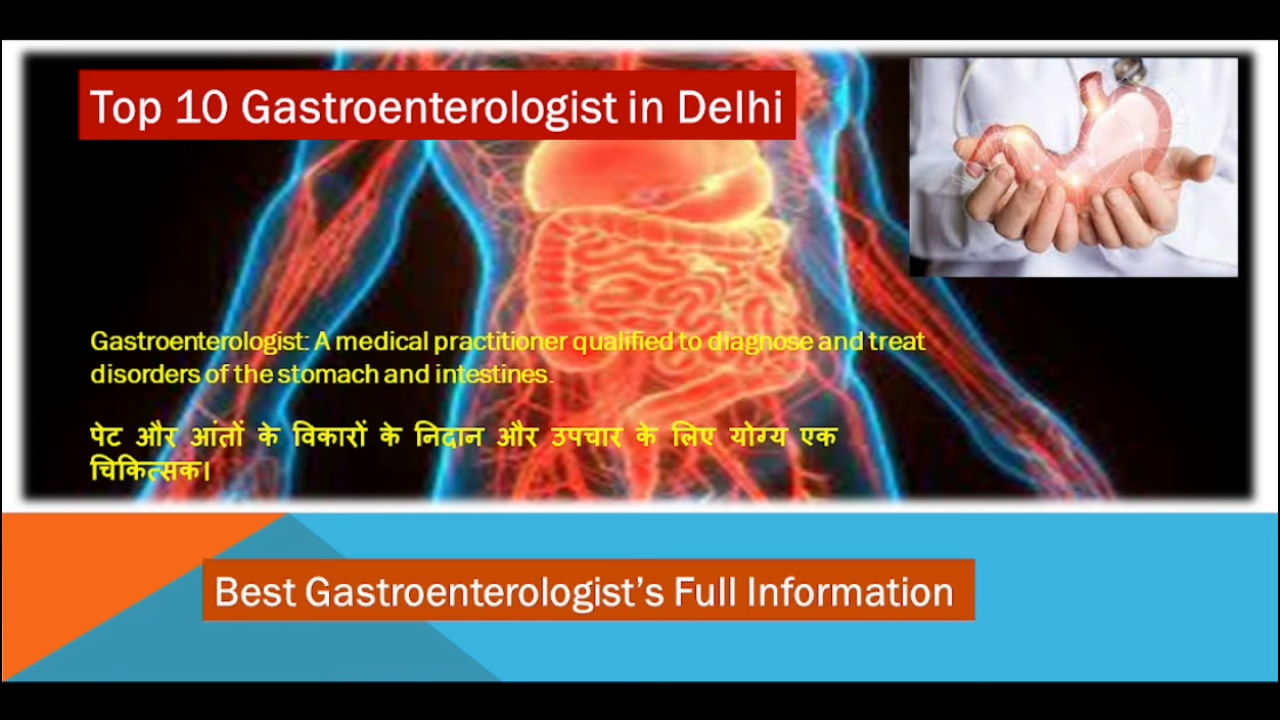 Top 10 Gastroenterologist in Delhi
Gastroenterologist: A medical practitioner qualified to diagnose and treat
disorders of the stomach and intestines.
पेट और आंतों के विकारों के निदान और उपचार के लिए योग्य एक
चिकित्सक।
Best Gastroenterologist's Full Information